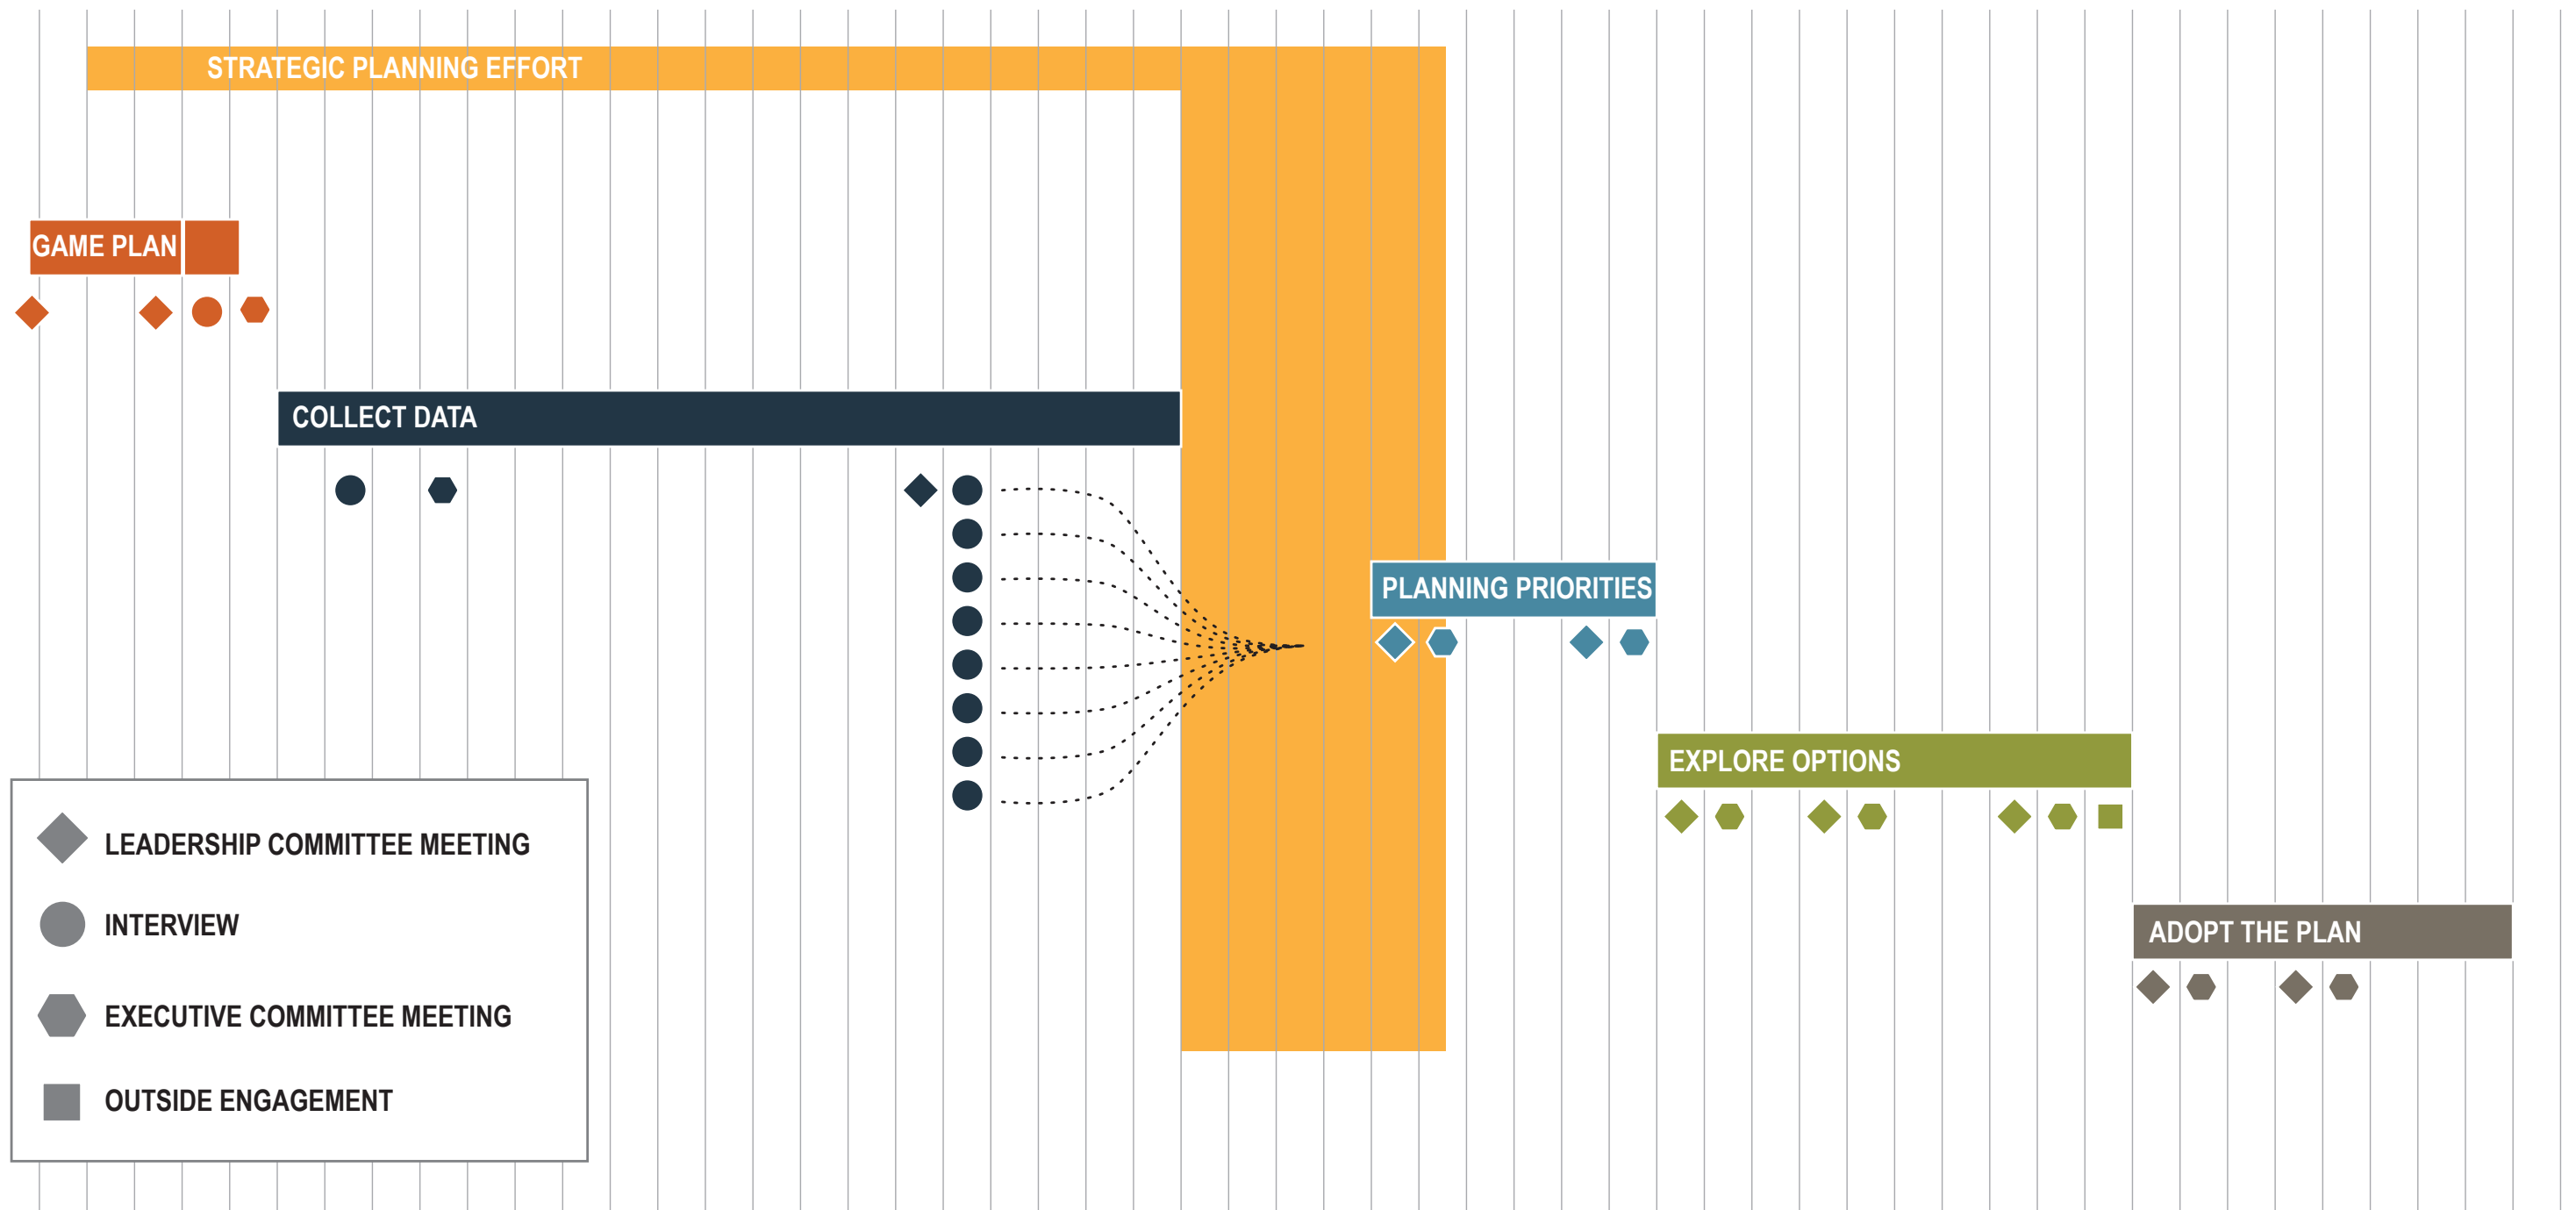 STRATEGIC PLANNING EFFORT
GAME PLAN
COLLECT DATA
PLANNING PRIORITIES
EXPLORE OPTIONS
ADOPT THE PLAN
LEADERSHIP COMMITTEE MEETING
INTERVIEW
EXECUTIVE COMMITTEE MEETING
OUTSIDE ENGAGEMENT